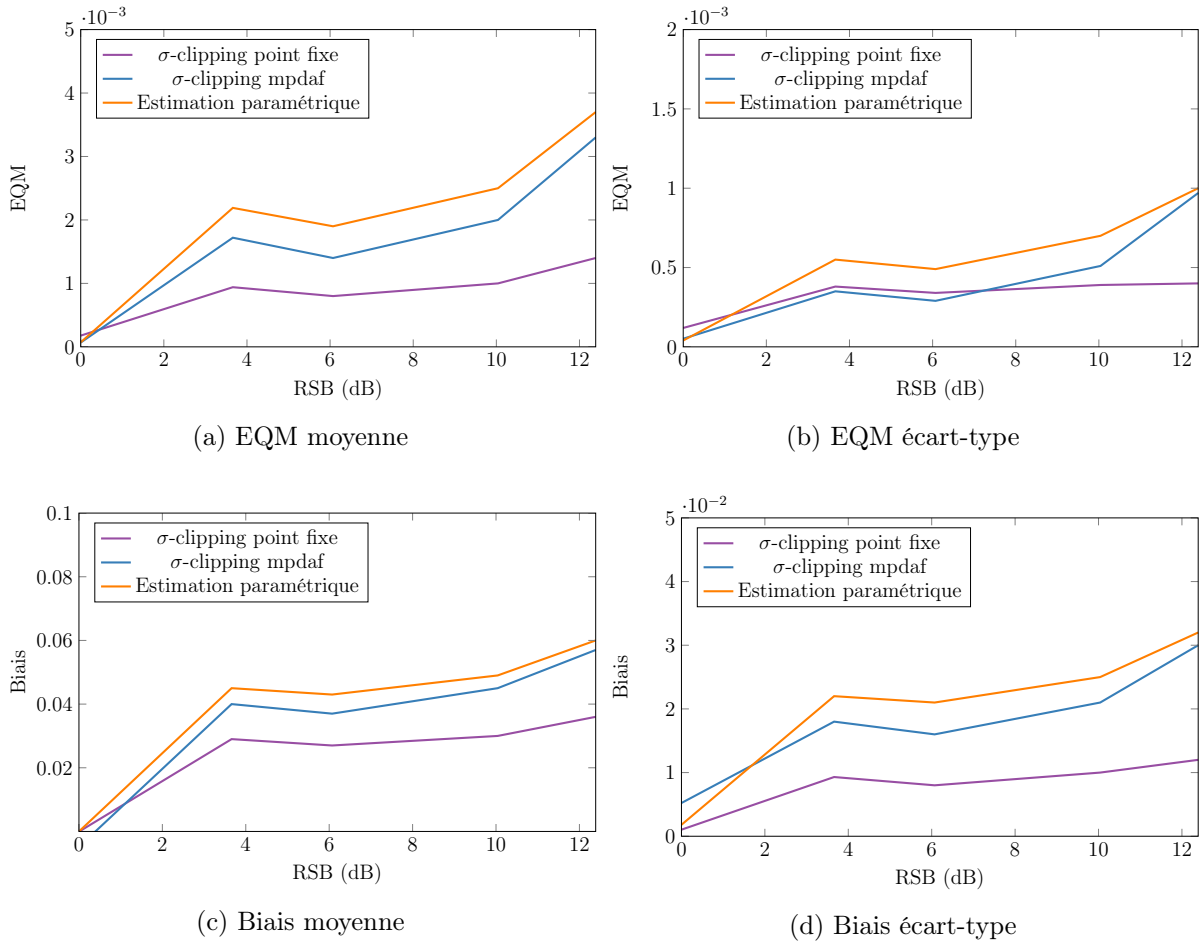 ·10⁻³
5
4
3
2
1
0
EQM
σ-clipping point fixe
σ-clipping mpdaf
Estimation paramétrique
0 2 4 6 8 10 12
RSB (dB)
(a) EQM moyenne
·10⁻³
2
1.5
1
0.5
0
EQM
σ-clipping point fixe
σ-clipping mpdaf
Estimation paramétrique
0 2 4 6 8 10 12
RSB (dB)
(b) EQM écart-type
0.1
0.08
0.06
0.04
0.02
Biais
σ-clipping point fixe
σ-clipping mpdaf
Estimation paramétrique
0 2 4 6 8 10 12
RSB (dB)
(c) Biais moyenne
·10⁻²
5
4
3
2
1
0
Biais
σ-clipping point fixe
σ-clipping mpdaf
Estimation paramétrique
0 2 4 6 8 10 12
RSB (dB)
(d) Biais écart-type